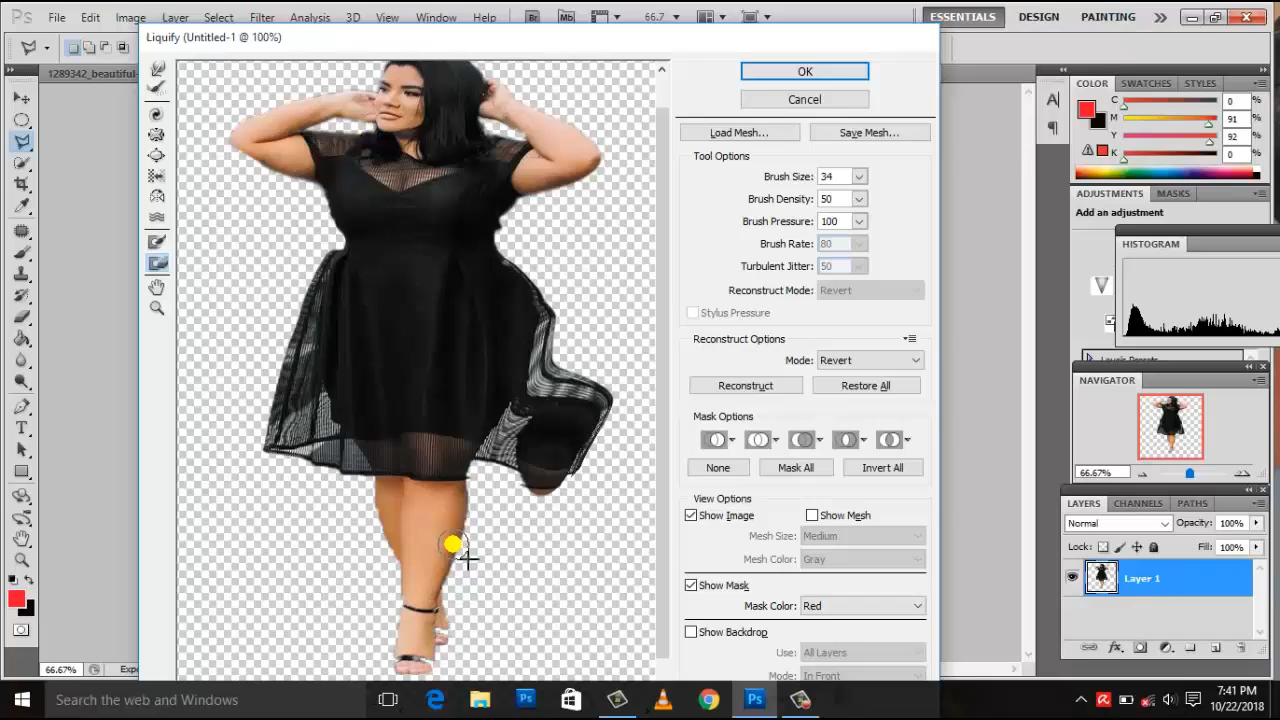 Ps File Edit Image Layer Select Filter Analysis 3D View Window Help Br Mb 66.7 ESSENTIALS DESIGN PAINTING
Liquify (Untitled-1 @ 100%)
1289342_beautiful-
OK
Cancel
Load Mesh... Save Mesh...
Tool Options
Brush Size: 34
Brush Density: 50
Brush Pressure: 100
Brush Rate: 80
Turbulent Jitter: 50
Reconstruct Mode: Revert
Stylus Pressure
Reconstruct Options
Mode: Revert
Reconstruct Restore All
Mask Options
None Mask All Invert All
View Options
Show Image Show Mesh
Mesh Size: Medium
Mesh Color: Gray
Show Mask
Mask Color: Red
Show Backdrop
Use: All Layers
Mode: In Front
COLOR SWATCHES STYLES
C 0 %
M 91 %
Y 92 %
K 0 %
ADJUSTMENTS MASKS
Add an adjustment
HISTOGRAM
Levels Presets
NAVIGATOR
66.67%
LAYERS CHANNELS PATHS
Normal Opacity: 100%
Lock: Fill: 100%
Layer 1
66.67% Expo
Search the web and Windows
7:41 PM
10/22/2018